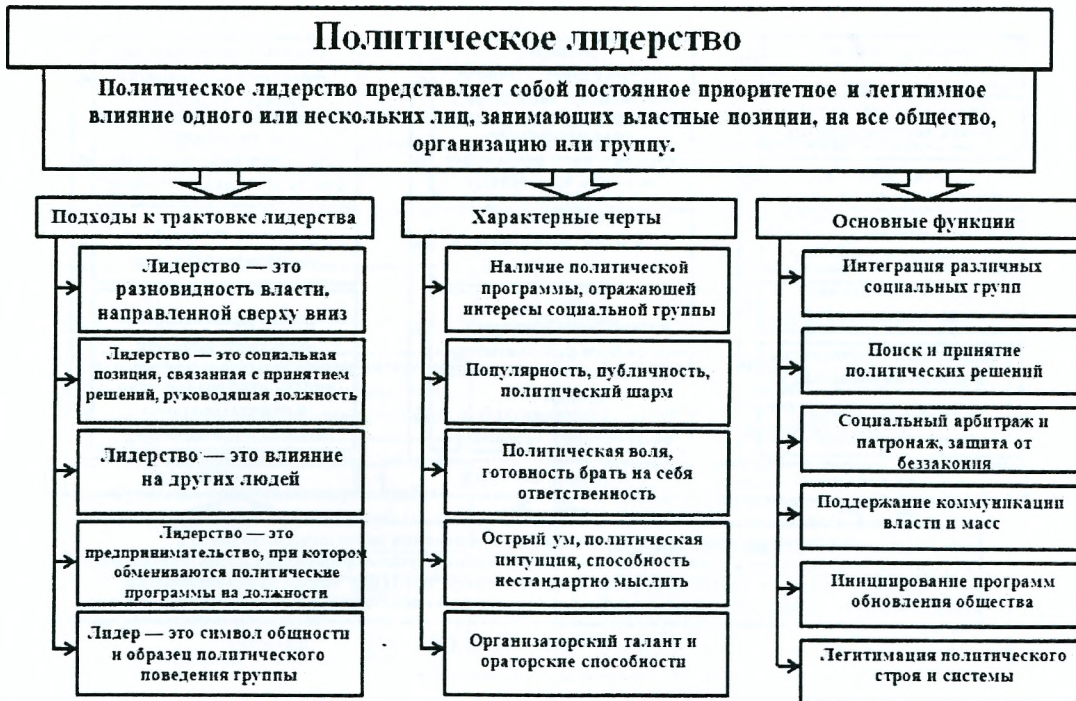 Политическое лидерство
Политическое лидерство представляет собой постоянное приоритетное и легитимное
влияние одного или нескольких лиц, занимающих властные позиции, на все общество,
организацию или группу.
Подходы к трактовке лидерства
Лидерство — это
разновидность власти,
направленной сверху вниз
Лидерство — это социальная
позиция, связанная с принятием
решений, руководящая должность
Лидерство — это влияние
на других людей
Лидерство — это
предпринимательство, при котором
обмениваются политические
программы на должности
Лидер — это символ общности
и образец политического
поведения группы
Характерные черты
Наличие политической
программы, отражающей
интересы социальной группы
Популярность, публичность,
политический шарм
Политическая воля,
готовность брать на себя
ответственность
Острый ум, политическая
интуиция, способность
нестандартно мыслить
Организаторский талант и
ораторские способности
Основные функции
Интеграция различных
социальных групп
Поиск и принятие
политических решений
Социальный арбитраж и
патронаж, защита от
беззакония
Поддержание коммуникации
власти и масс
Инициирование программ
обновления общества
Легитимация политического
строя и системы